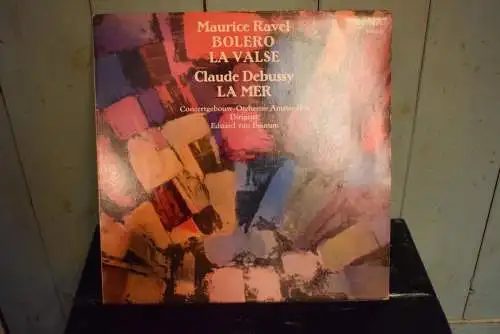 Maurice Ravel
BOLERO
LA VALSE
Claude Debussy
LA MER
Concertgebouw-Orchester Amsterdam
Dirigent:
Eduard van Beinum